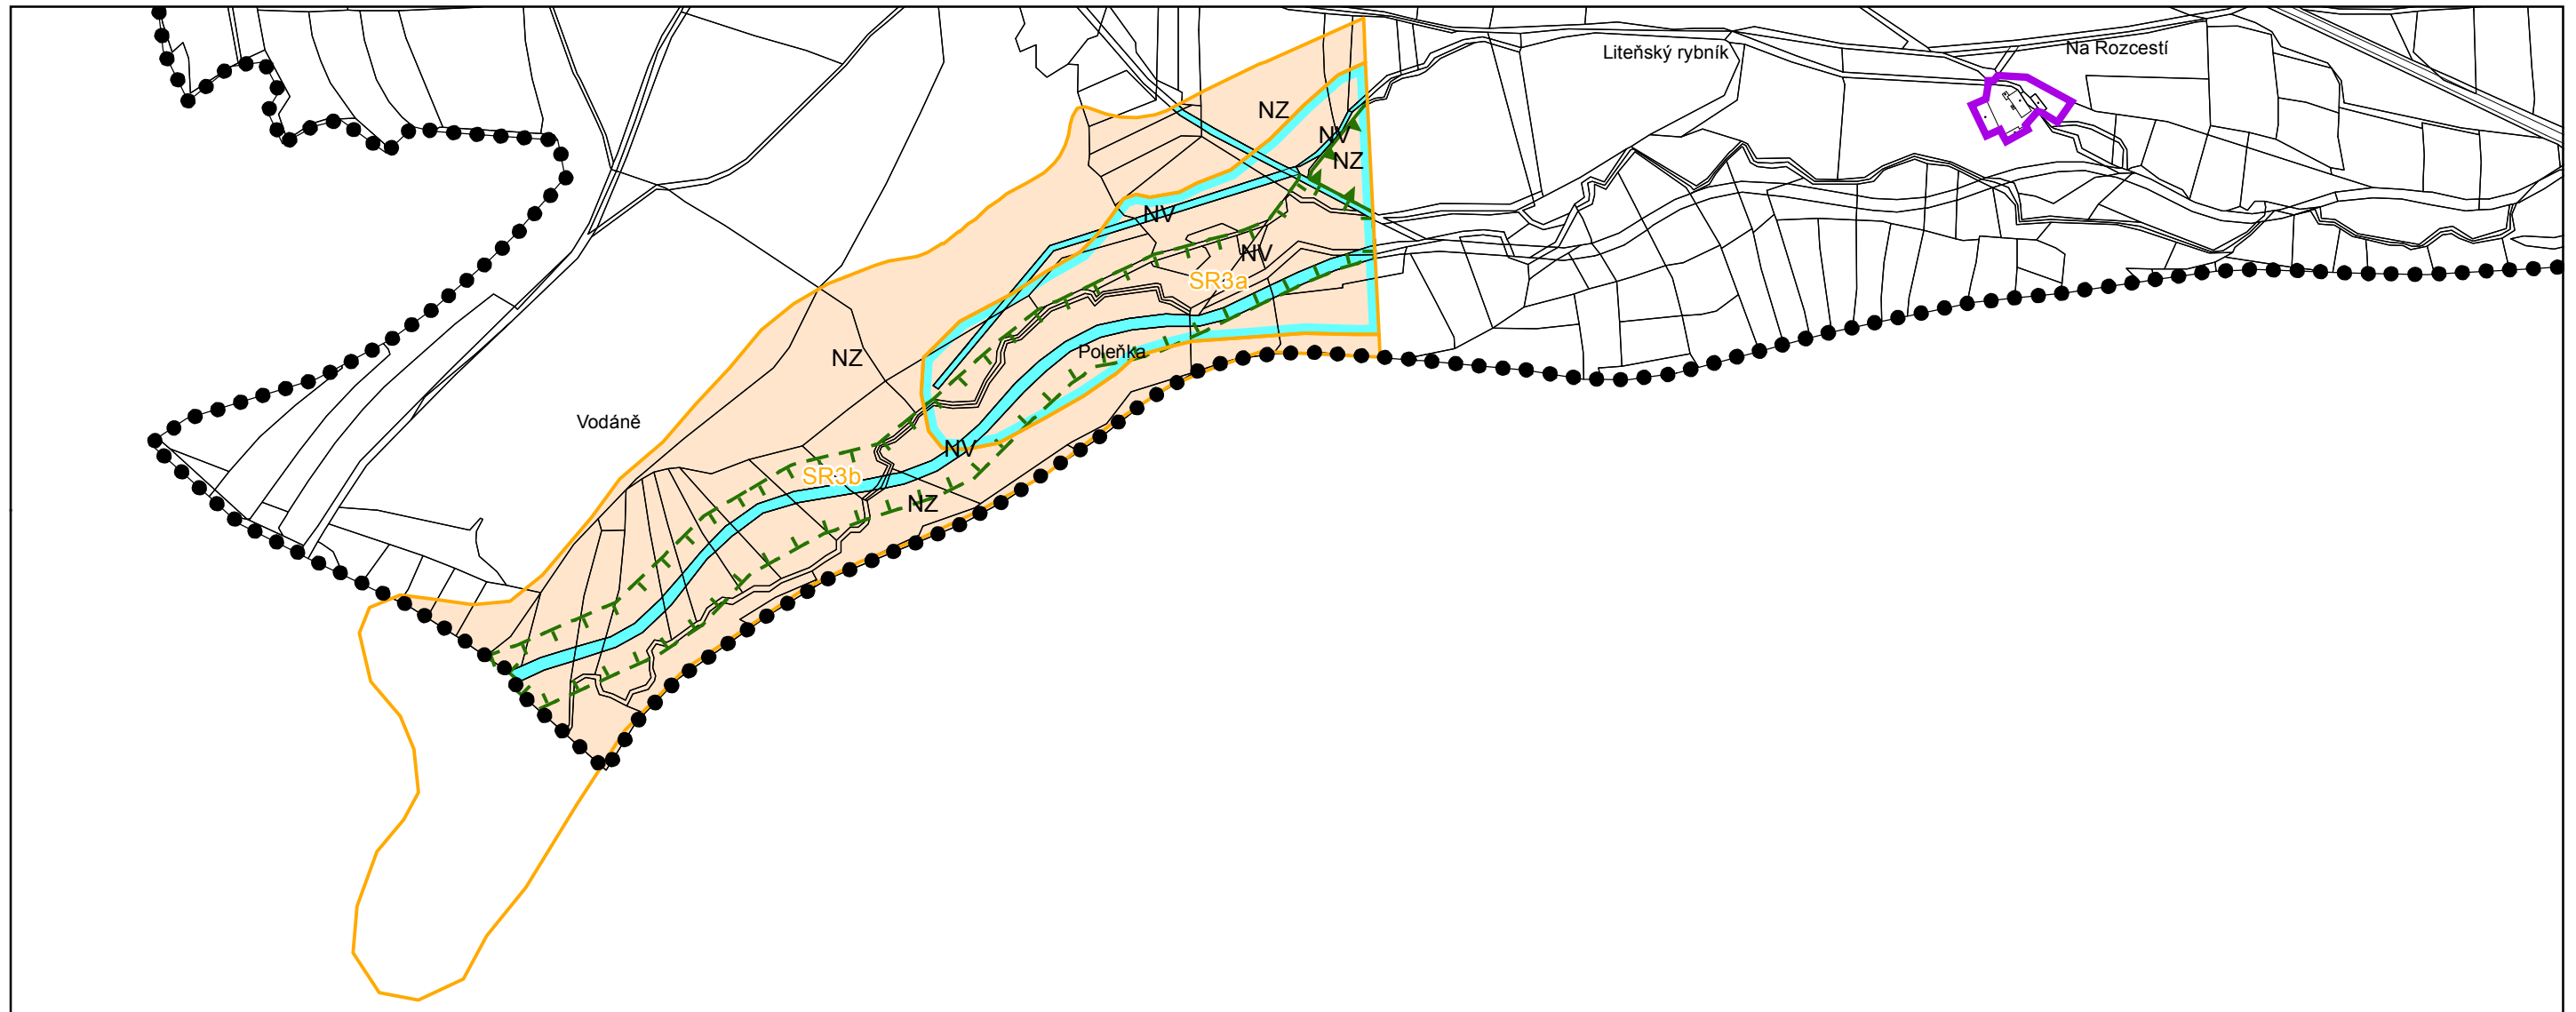 Na Rozcestí
Liteňský rybník
NZ
NV
NZ
NV
NV
SR3a
Poleňka
NZ
Vodáně
NV
SR3b
NZ